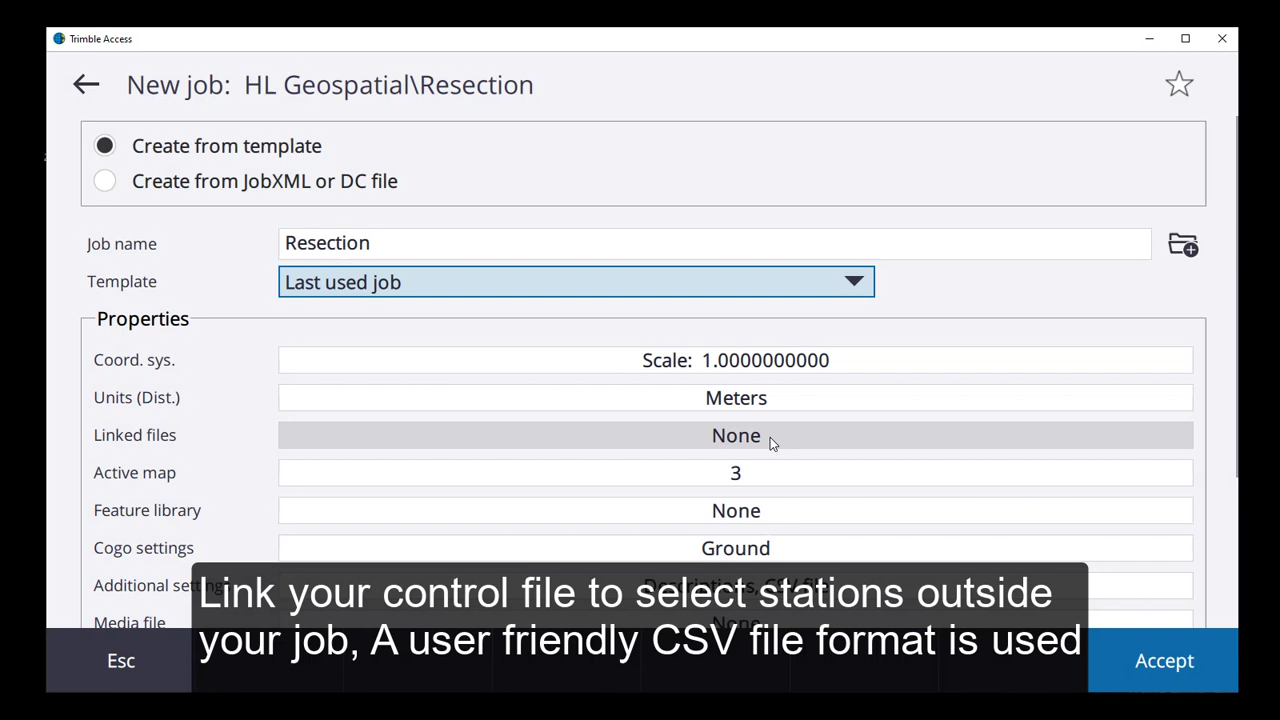 Trimble Access
New job: HL Geospatial\Resection
Create from template
Create from JobXML or DC file
Job name Resection
Template Last used job
Properties
Coord. sys. Scale: 1.0000000000
Units (Dist.) Meters
Linked files None
Active map 3
Feature library None
Cogo settings Ground
Additional
Media file None
Link your control file to select stations outside
your job, A user friendly CSV file format is used
Esc Accept